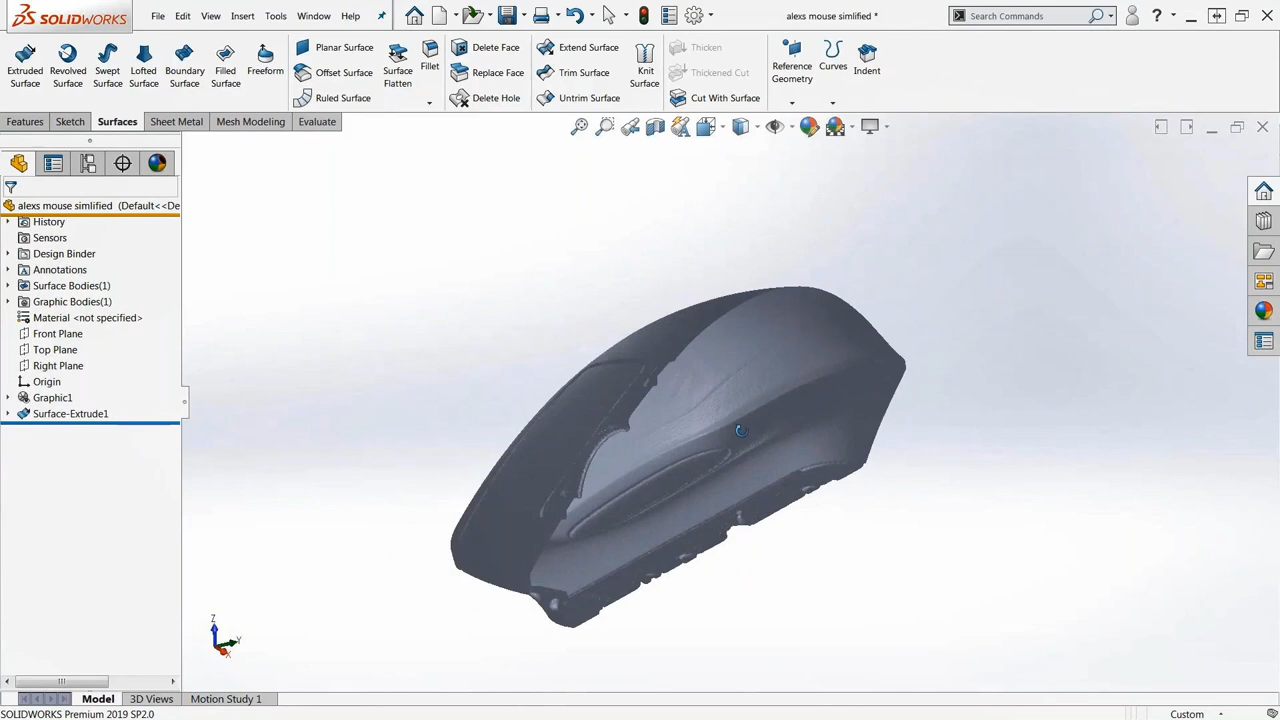 SOLIDWORKS File Edit View Insert Tools Window Help alexs mouse simlified * Search Commands ?
Extruded Surface
Revolved Surface
Swept Surface
Lofted Surface
Boundary Surface
Filled Surface
Freeform
Planar Surface
Offset Surface
Ruled Surface
Surface Flatten
Fillet
Delete Face
Replace Face
Delete Hole
Extend Surface
Trim Surface
Untrim Surface
Knit Surface
Thicken
Thickened Cut
Cut With Surface
Reference Geometry
Curves
Indent
Features Sketch Surfaces Sheet Metal Mesh Modeling Evaluate
alexs mouse simlified (Default<<De
History
Sensors
Design Binder
Annotations
Surface Bodies(1)
Graphic Bodies(1)
Material <not specified>
Front Plane
Top Plane
Right Plane
Origin
Graphic1
Surface-Extrude1
Z
Y
X
Model 3D Views Motion Study 1
SOLIDWORKS Premium 2019 SP2.0 Custom